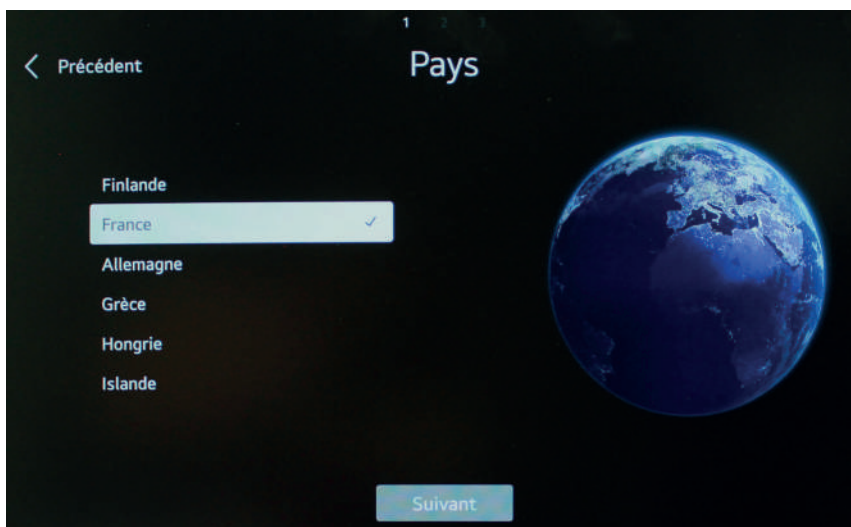 1 2 3
Précédent
Pays
Finlande
France
Allemagne
Grèce
Hongrie
Islande
Suivant